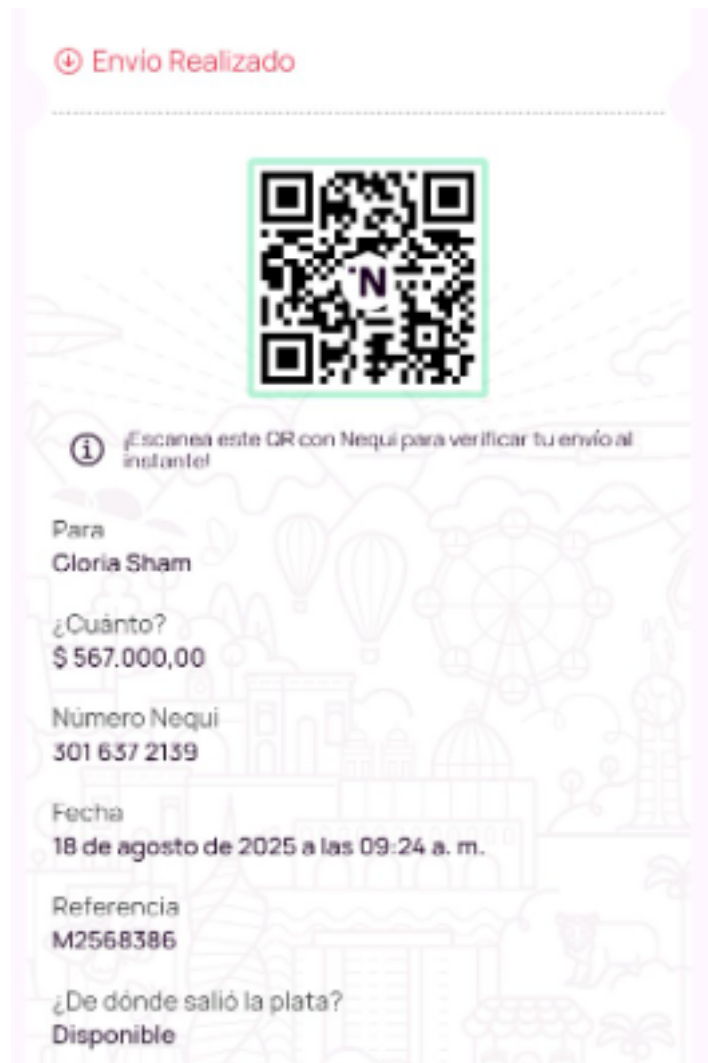 Envio Realizado
N
¡Escanea este QR con Nequi para verificar tu envío al
instante!
Para
Gloria Sham
¿Cuánto?
$ 567.000,00
Número Nequi
301 637 2139
Fecha
18 de agosto de 2025 a las 09:24 a. m.
Referencia
M2568386
¿De dónde salió la plata?
Disponible